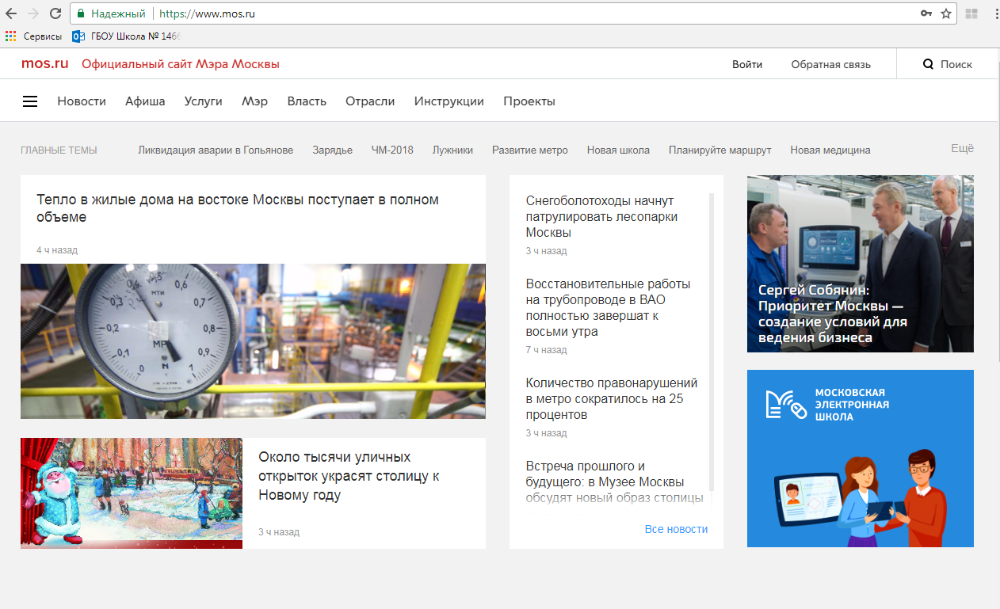 Надежный https://www.mos.ru
Сервисы ГБОУ Школа № 1466
mos.ru Официальный сайт Мэра Москвы Войти Обратная связь Поиск
Новости Афиша Услуги Мэр Власть Отрасли Инструкции Проекты
ГЛАВНЫЕ ТЕМЫ Ликвидация аварии в Гольянове Зарядье ЧМ-2018 Лужники Развитие метро Новая школа Планируйте маршрут Новая медицина Ещё
Тепло в жилые дома на востоке Москвы поступает в полном
объеме
4 ч назад
0,5
0,4
0,6
МТИ
0,3
0,7
0,2
0,8
МР
0,1
0,9
0
1
Около тысячи уличных
открыток украсят столицу к
Новому году
3 ч назад
Снегоболотоходы начнут
патрулировать лесопарки
Москвы
3 ч назад
Восстановительные работы
на трубопроводе в ВАО
полностью завершат к
восьми утра
7 ч назад
Количество правонарушений
в метро сократилось на 25
процентов
3 ч назад
Встреча прошлого и
будущего: в Музее Москвы
обсудят новый образ столицы
Все новости
Сергей Собянин:
Приоритет Москвы —
создание условий для
ведения бизнеса
МОСКОВСКАЯ
ЭЛЕКТРОННАЯ
ШКОЛА